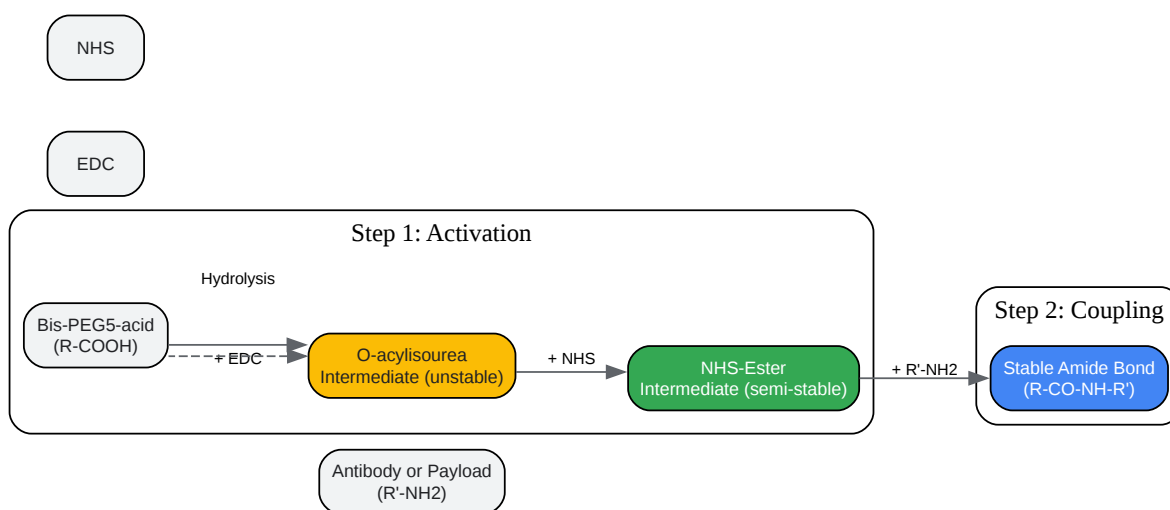 NHS
EDC
Step 1: Activation
Hydrolysis
Bis-PEG5-acid
(R-COOH)
+ EDC
O-acylisourea
Intermediate (unstable)
+ NHS
NHS-Ester
Intermediate (semi-stable)
+ R'-NH2
Step 2: Coupling
Stable Amide Bond
(R-CO-NH-R')
Antibody or Payload
(R'-NH2)